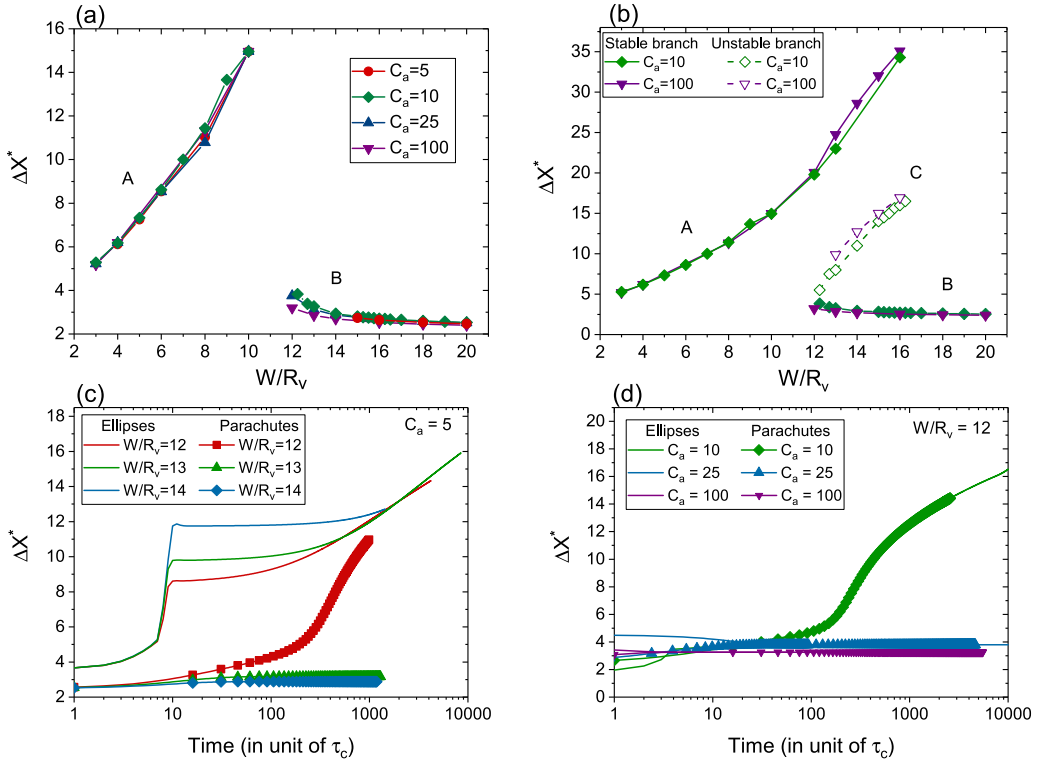 (a)
16
14
12
10
8
6
4
2
ΔX*
2 4 6 8 10 12 14 16 18 20
W/Rv
A
B
Ca=5
Ca=10
Ca=25
Ca=100
(b)
35
30
25
20
15
10
5
0
ΔX*
2 4 6 8 10 12 14 16 18 20
W/Rv
Stable branch Unstable branch
Ca=10 Ca=10
Ca=100 Ca=100
A
C
B
(c)
18
16
14
12
10
8
6
4
2
ΔX*
1 10 100 1000 10000
Time (in unit of τc)
Ellipses Parachutes
W/Rv=12 W/Rv=12
W/Rv=13 W/Rv=13
W/Rv=14 W/Rv=14
Ca = 5
(d)
20
18
16
14
12
10
8
6
4
2
0
ΔX*
1 10 100 1000 10000
Time (in unit of τc)
Ellipses Parachutes
Ca = 10 Ca = 10
Ca = 25 Ca = 25
Ca = 100 Ca = 100
W/Rv = 12